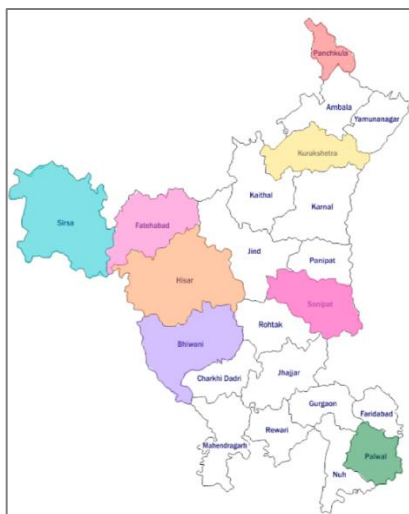 Panchkula
Ambala
Yamunanagar
Kurukshetra
Kaithal
Karnal
Sirsa
Fatehabad
Jind
Panipat
Hisar
Sonipat
Rohtak
Bhiwani
Jhajjar
Charkhi Dadri
Gurgaon
Faridabad
Rewari
Mahendragarh
Palwal
Nuh